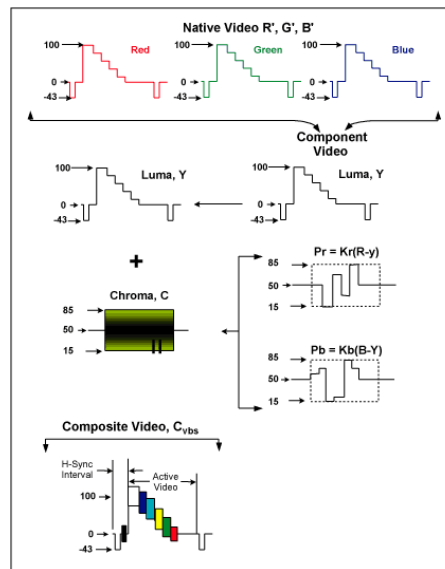 Native Video R', G', B'
100
Red
0
-43
100
Green
0
-43
100
Blue
0
-43
Component
Video
Luma, Y
100
0
-43
Luma, Y
100
0
-43
+
Chroma, C
85
50
15
Pr = Kr(R-y)
85
50
15
Pb = Kb(B-Y)
85
50
15
Composite Video, Cvbs
H-Sync
Interval
Active
Video
100
0
-43